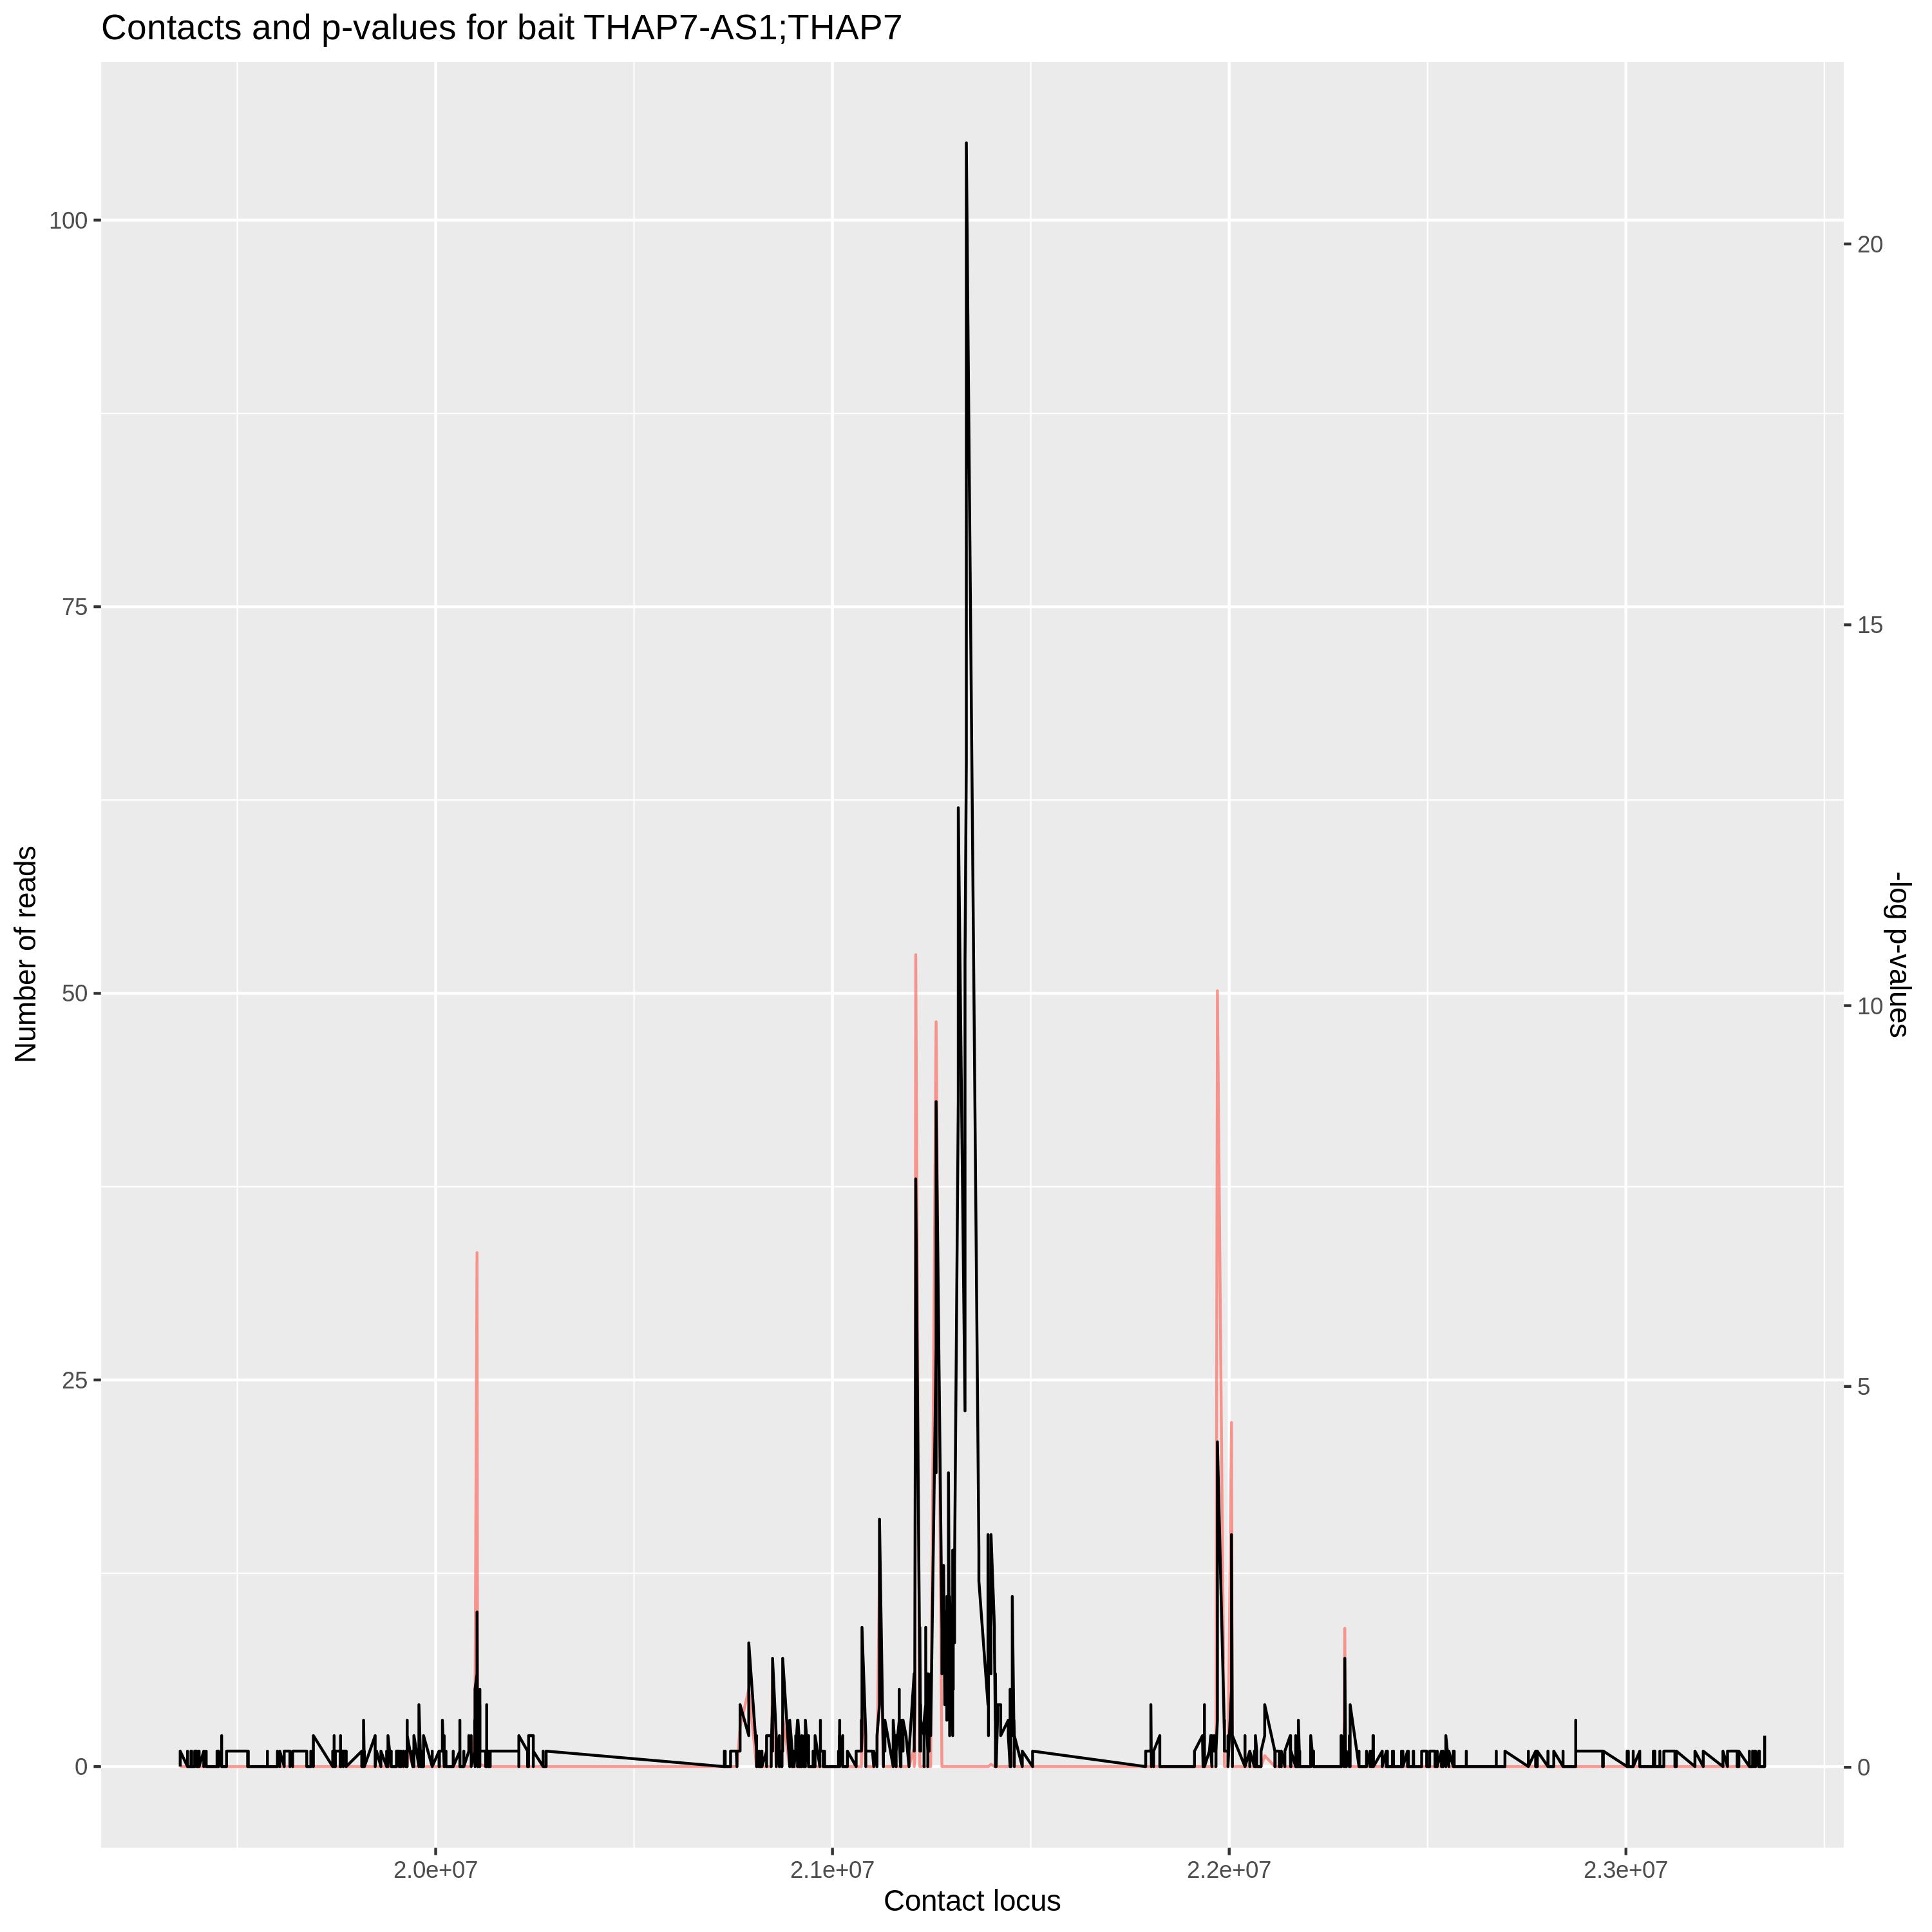 Contacts and p-values for bait THAP7-AS1;THAP7
100
75
50
25
0
Number of reads
20
15
10
5
0
-log p-values
2.0e+07
2.1e+07
2.2e+07
2.3e+07
Contact locus